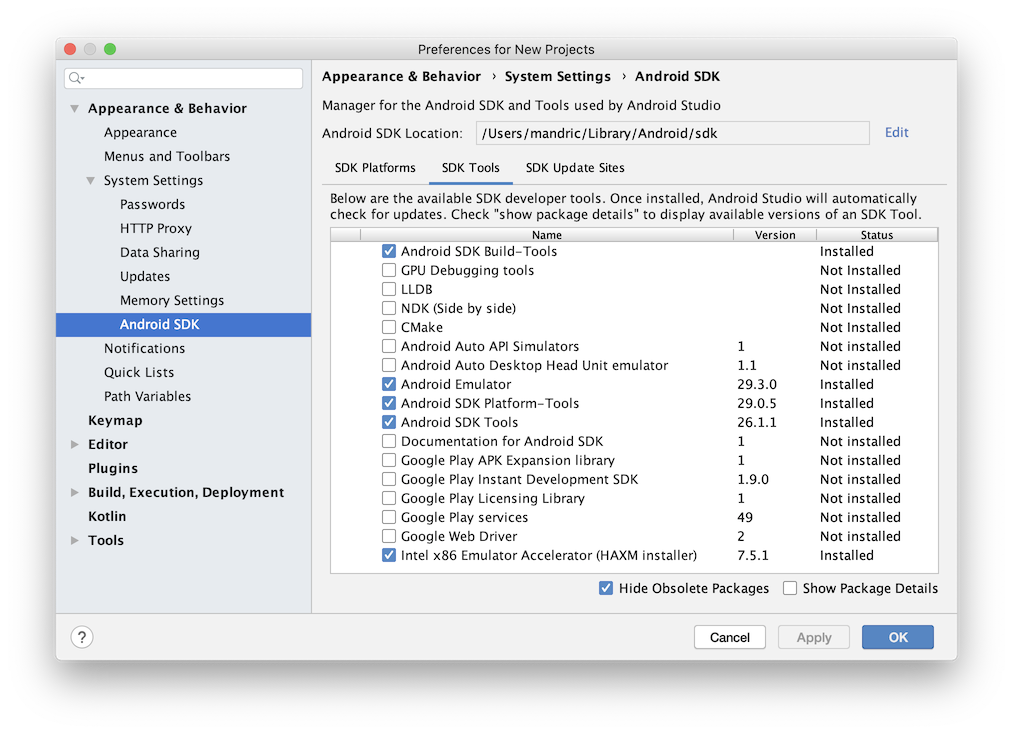 Preferences for New Projects
Appearance & Behavior
Appearance
Menus and Toolbars
System Settings
Passwords
HTTP Proxy
Data Sharing
Updates
Memory Settings
Android SDK
Notifications
Quick Lists
Path Variables
Keymap
Editor
Plugins
Build, Execution, Deployment
Kotlin
Tools
Appearance & Behavior › System Settings › Android SDK
Manager for the Android SDK and Tools used by Android Studio
Android SDK Location: /Users/mandric/Library/Android/sdk Edit
SDK Platforms SDK Tools SDK Update Sites
Below are the available SDK developer tools. Once installed, Android Studio will automatically
check for updates. Check "show package details" to display available versions of an SDK Tool.
Name Version Status
Android SDK Build-Tools Installed
GPU Debugging tools Not Installed
LLDB Not Installed
NDK (Side by side) Not Installed
CMake Not Installed
Android Auto API Simulators 1 Not installed
Android Auto Desktop Head Unit emulator 1.1 Not installed
Android Emulator 29.3.0 Installed
Android SDK Platform-Tools 29.0.5 Installed
Android SDK Tools 26.1.1 Installed
Documentation for Android SDK 1 Not installed
Google Play APK Expansion library 1 Not installed
Google Play Instant Development SDK 1.9.0 Not installed
Google Play Licensing Library 1 Not installed
Google Play services 49 Not installed
Google Web Driver 2 Not installed
Intel x86 Emulator Accelerator (HAXM installer) 7.5.1 Installed
Hide Obsolete Packages Show Package Details
? Cancel Apply OK